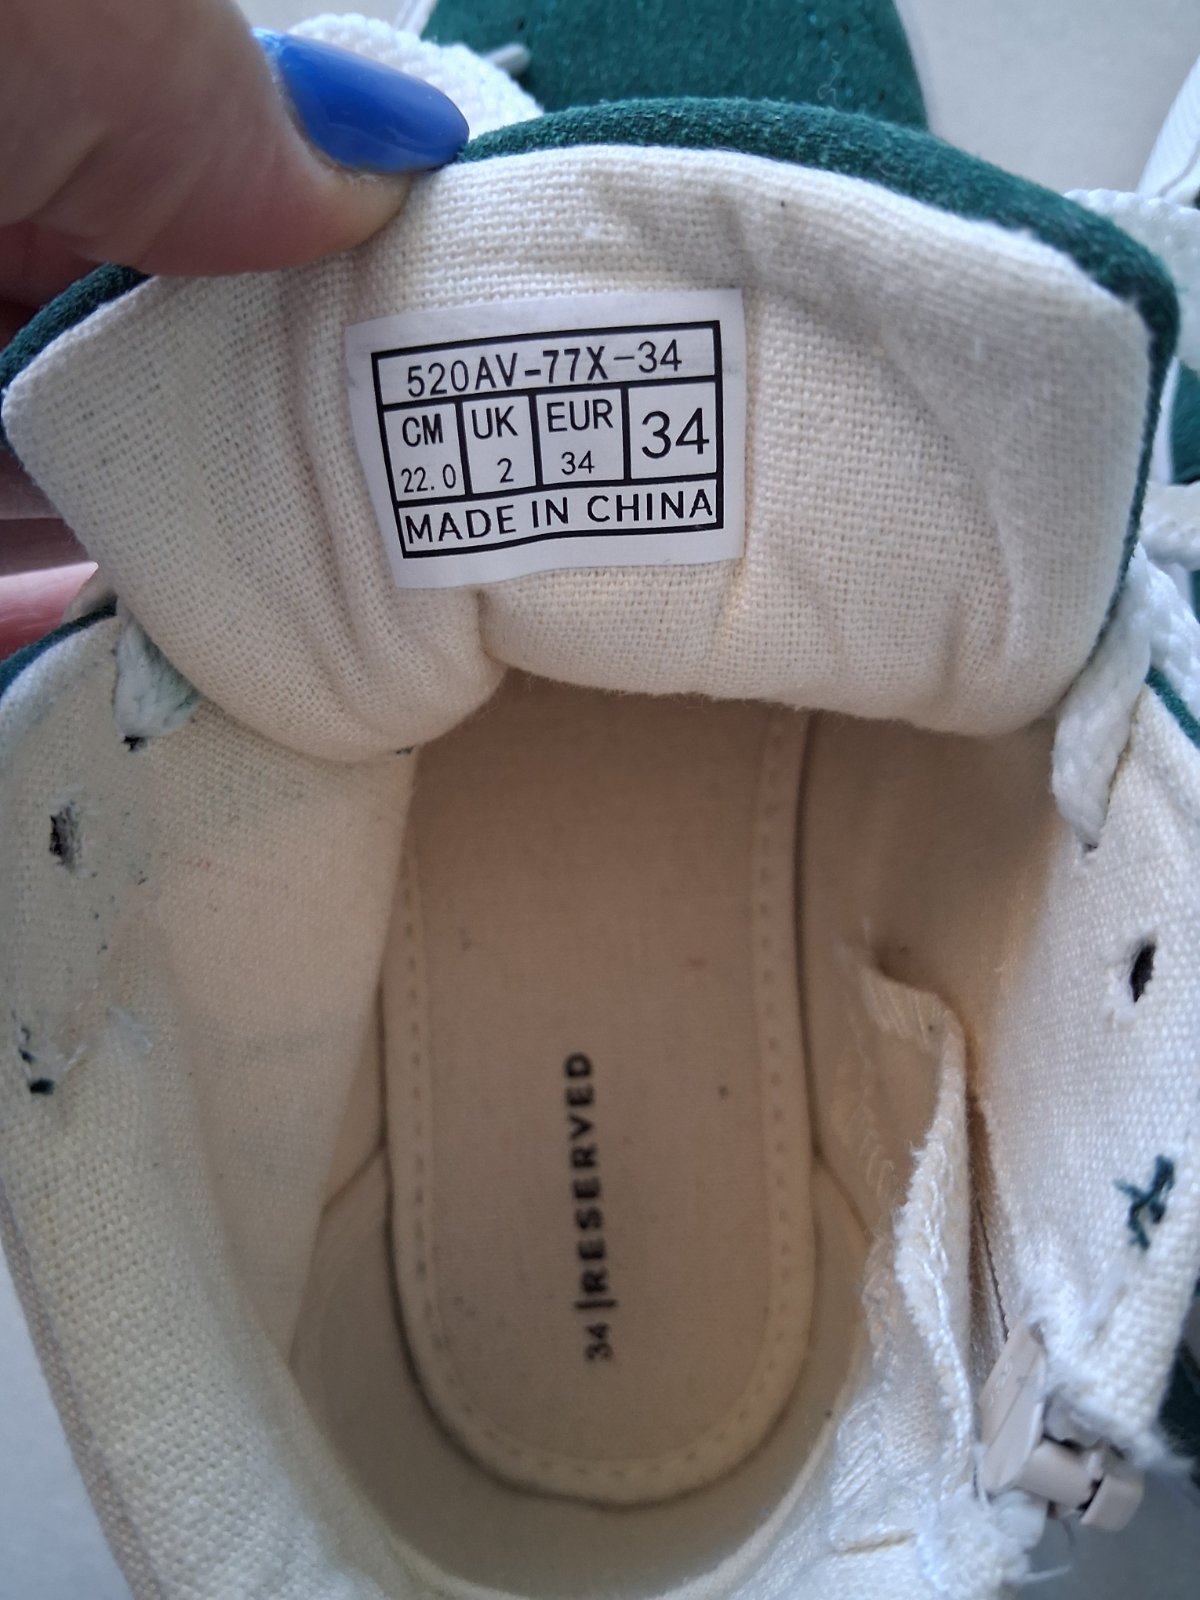 520AV-77X-34
CM UK EUR 34
22.0 2 34
MADE IN CHINA
34 | RESERVED